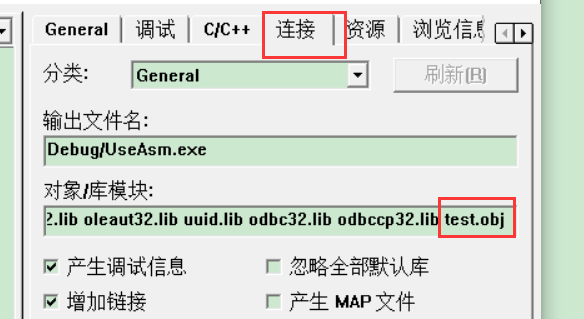 General 调试 C/C++ 连接 资源 浏览信息
分类: General 刷新(R)
输出文件名:
Debug/UseAsm.exe
对象/库模块:
2.lib oleaut32.lib uuid.lib odbc32.lib odbccp32.lib test.obj
产生调试信息 忽略全部默认库
增加链接 产生 MAP 文件